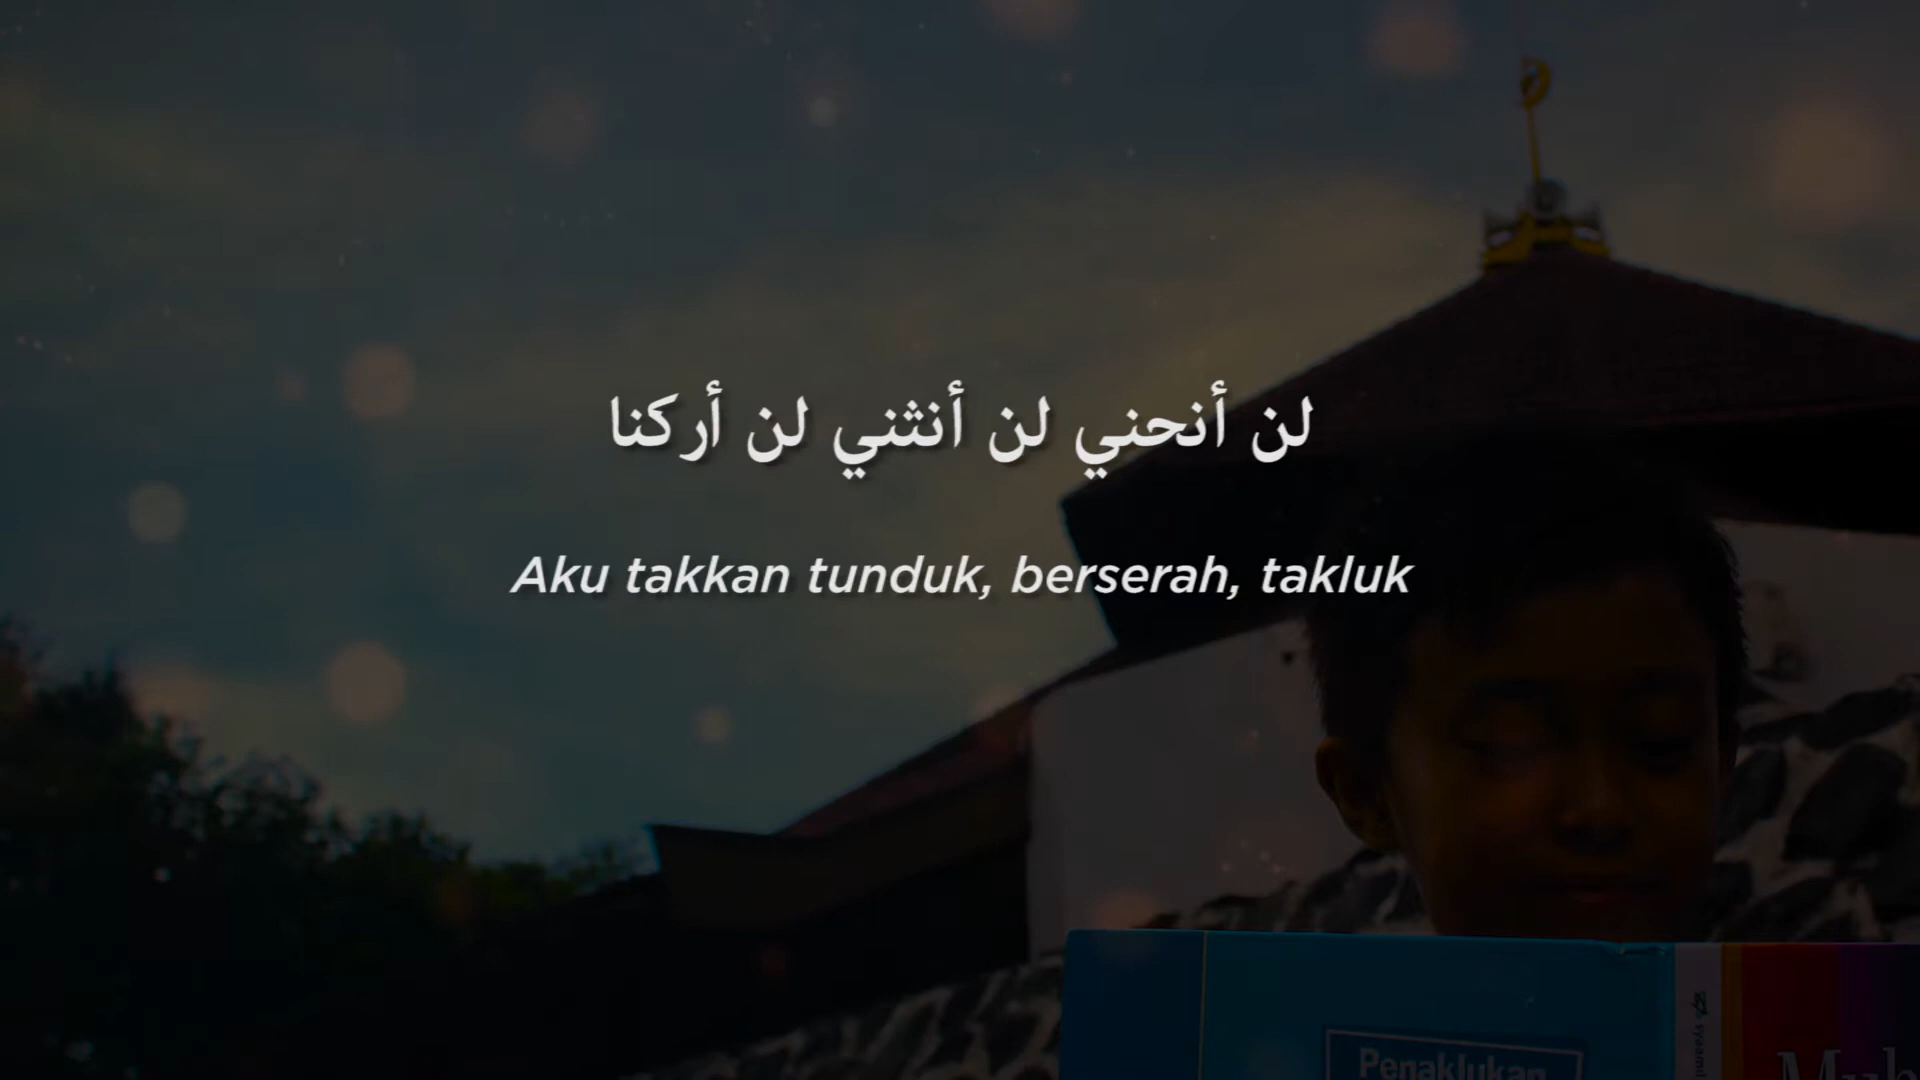 لن أنحني لن أنثني لن أركنا
Aku takkan tunduk, berserah, takluk
Penaklukan